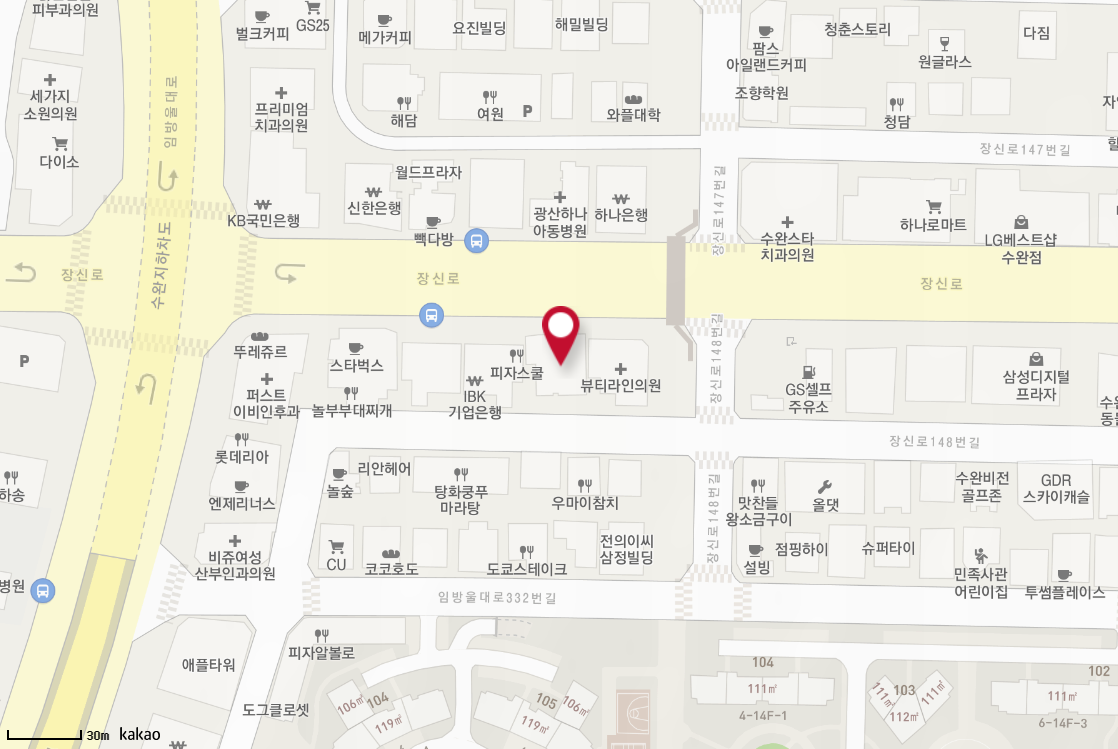 피부과의원
벌크커피
GS25
메가커피
요진빌딩
해밀빌딩
팜스
아일랜드커피
청춘스토리
원글라스
다짐
세가지
소원의원
프리미엄
치과의원
해담
여원
P
와플대학
조향학원
청담
임방울대로
다이소
장신로147번길
월드프라자
신한은행
KB국민은행
빽다방
광산하나
아동병원
하나은행
장신로147번길
수완스타
치과의원
하나로마트
LG베스트샵
수완점
수완지하차도
장신로
장신로
장신로
P
뚜레쥬르
스타벅스
퍼스트
이비인후과
놀부부대찌개
피자스쿨
IBK
기업은행
뷰티라인의원
장신로148번길
GS셀프
주유소
삼성디지털
프라자
장신로148번길
롯데리아
엔제리너스
놀숲
리안헤어
탕화쿵푸
마라탕
우마이참치
맛찬들
왕소금구이
올댓
수완비전
골프존
GDR
스카이캐슬
하송
장신로148번길
비쥬여성
산부인과의원
CU
코코호도
도쿄스테이크
전의이씨
삼정빌딩
설빙
점핑하이
슈퍼타이
민족사관
어린이집
투썸플레이스
병원
임방울대로332번길
애플타워
피자알볼로
도그클로젯
106㎡
104
119㎡
105
106㎡
119㎡
104
111㎡
4-14F-1
103
111㎡
111㎡
112㎡
102
111㎡
6-14F-3
30m
kakao